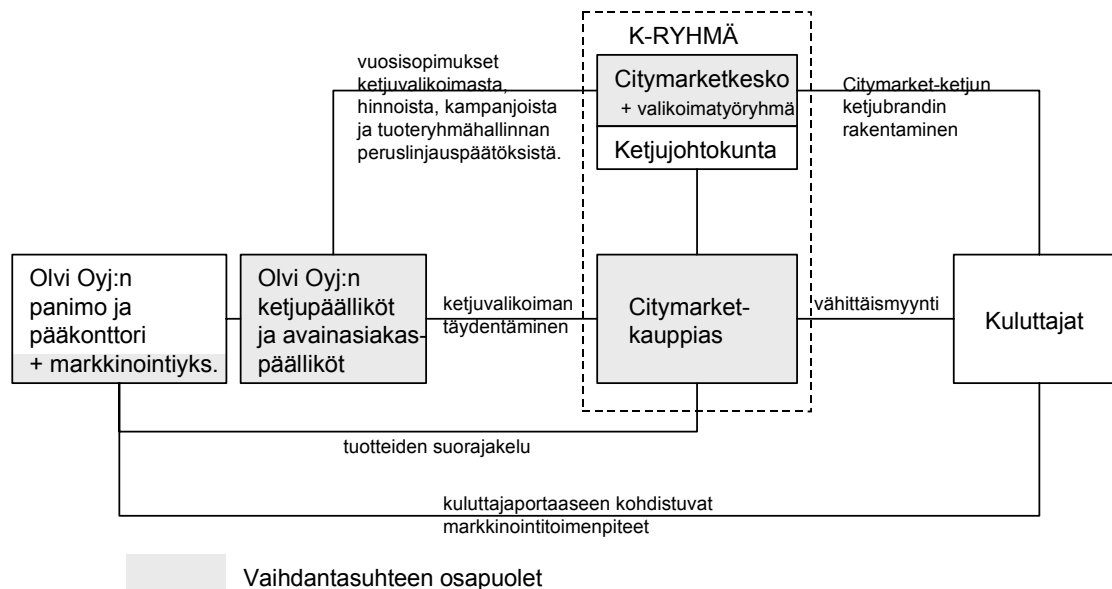 K-RYHMÄ
vuosisopimukset
ketjuvalikoimasta,
hinnoista, kampanjoista
ja tuoteryhmähallinnan
peruslinjauspäätöksistä.
Citymarketkesko
+ valikoimatyöryhmä
Ketjujohtokunta
Citymarket-ketjun
ketjubrandin
rakentaminen
Olvi Oyj:n
panimo ja
pääkonttori
+ markkinointiyks.
Olvi Oyj:n
ketjupäälliköt
ja avainasiakas-
päälliköt
ketjuvalikoiman
täydentäminen
Citymarket-
kauppias
vähittäismyynti
Kuluttajat
tuotteiden suorajakelu
kuluttajaportaaseen kohdistuvat
markkinointitoimenpiteet
Vaihdantasuhteen osapuolet